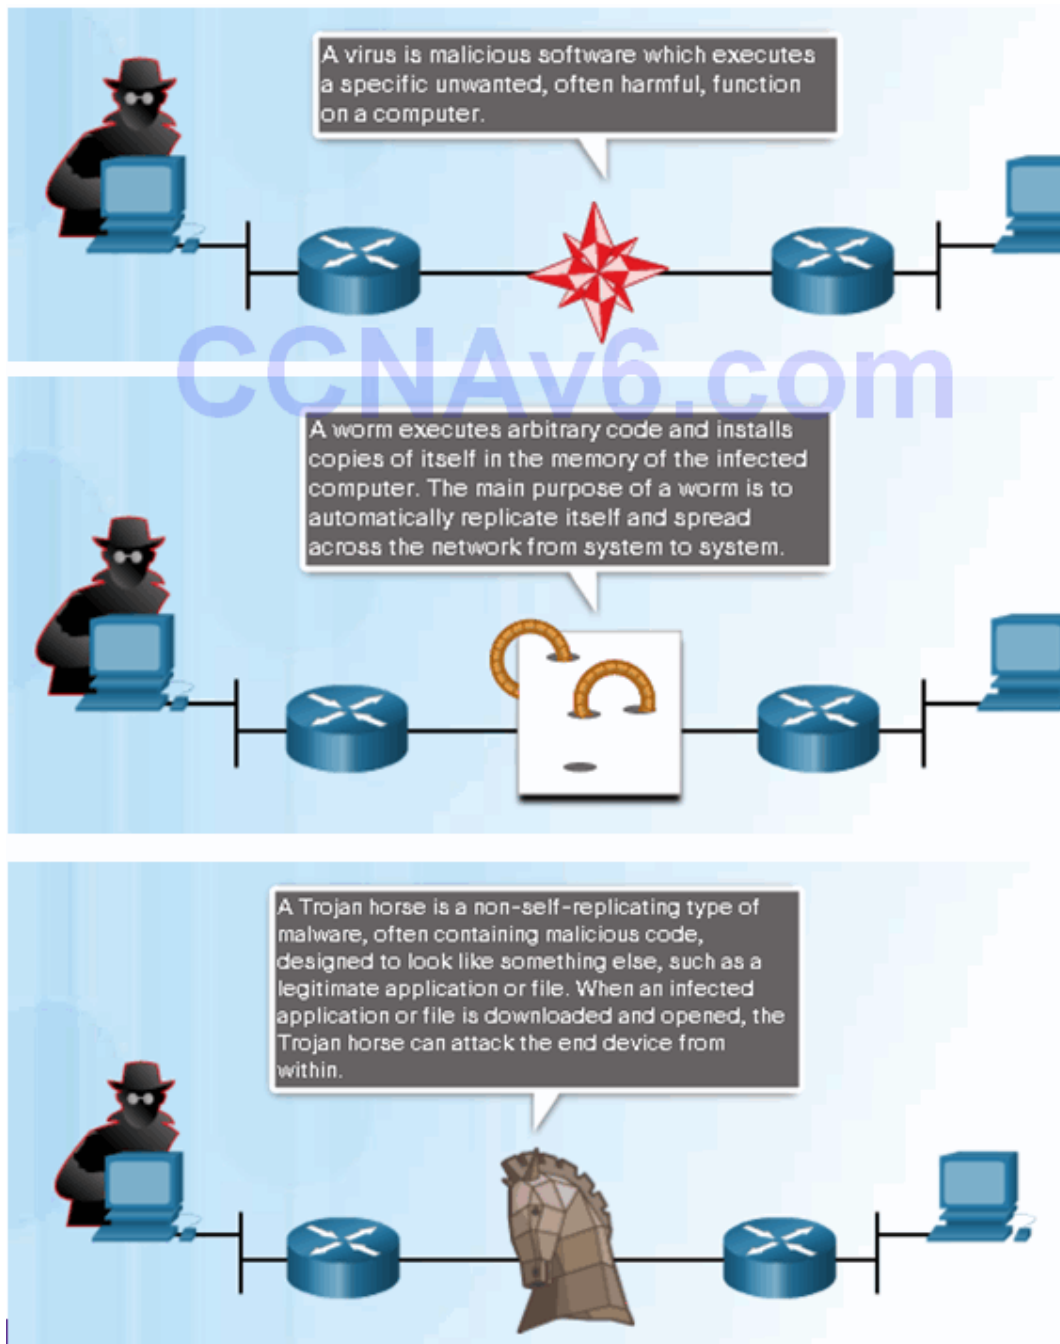 A virus is malicious software which executes
a specific unwanted, often harmful, function
on a computer.
CCNAv6.com
A worm executes arbitrary code and installs
copies of itself in the memory of the infected
computer. The main purpose of a worm is to
automatically replicate itself and spread
across the network from system to system.
A Trojan horse is a non-self-replicating type of
malware, often containing malicious code,
designed to look like something else, such as a
legitimate application or file. When an infected
application or file is downloaded and opened, the
Trojan horse can attack the end device from
within.